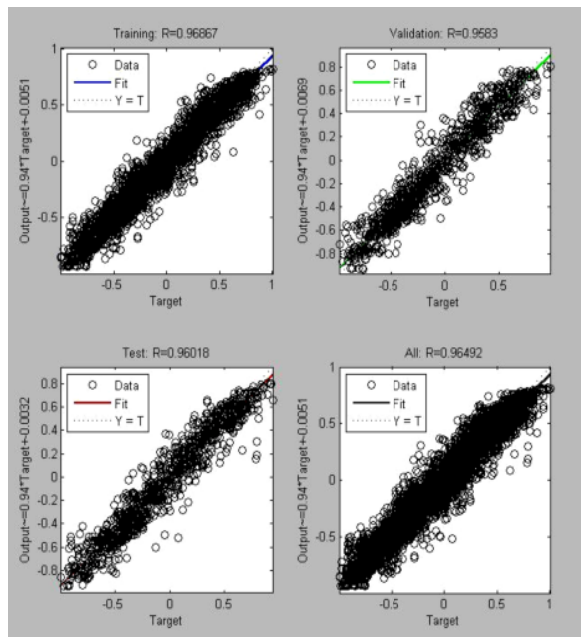 Training: R=0.96867
Output~=0.94*Target+0.0051
1
0.5
0
-0.5
Data
Fit
Y = T
-0.5
0
0.5
1
Target
Validation: R=0.9583
Output~=0.94*Target+0.0069
0.8
0.6
0.4
0.2
0
-0.2
-0.4
-0.6
-0.8
Data
Fit
Y = T
-0.5
0
0.5
Target
Test: R=0.96018
Output~=0.94*Target+0.0032
0.8
0.6
0.4
0.2
0
-0.2
-0.4
-0.6
-0.8
Data
Fit
Y = T
-0.5
0
0.5
Target
All: R=0.96492
Output~=0.94*Target+0.0051
1
0.5
0
-0.5
Data
Fit
Y = T
-0.5
0
0.5
1
Target